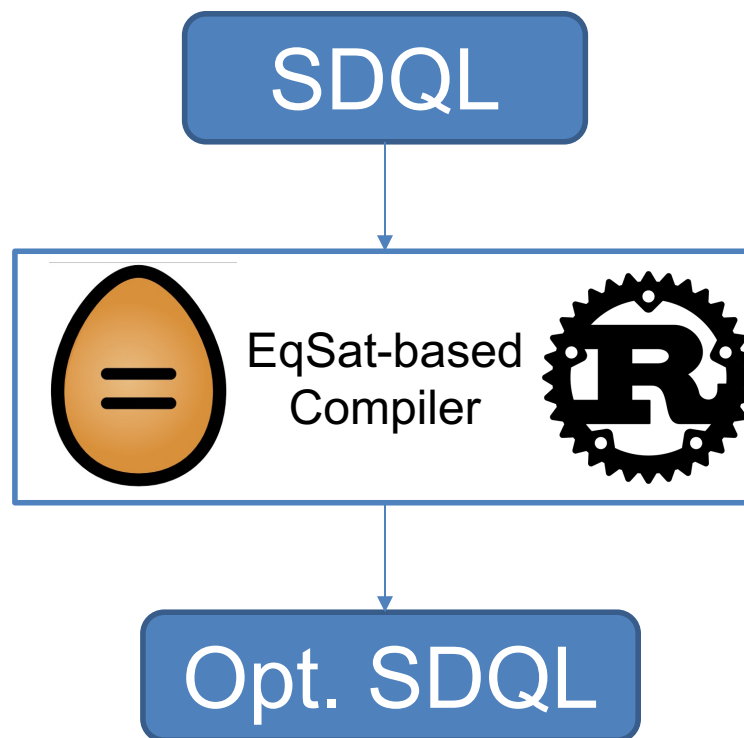 SDQL
EqSat-based
Compiler
R
Opt. SDQL